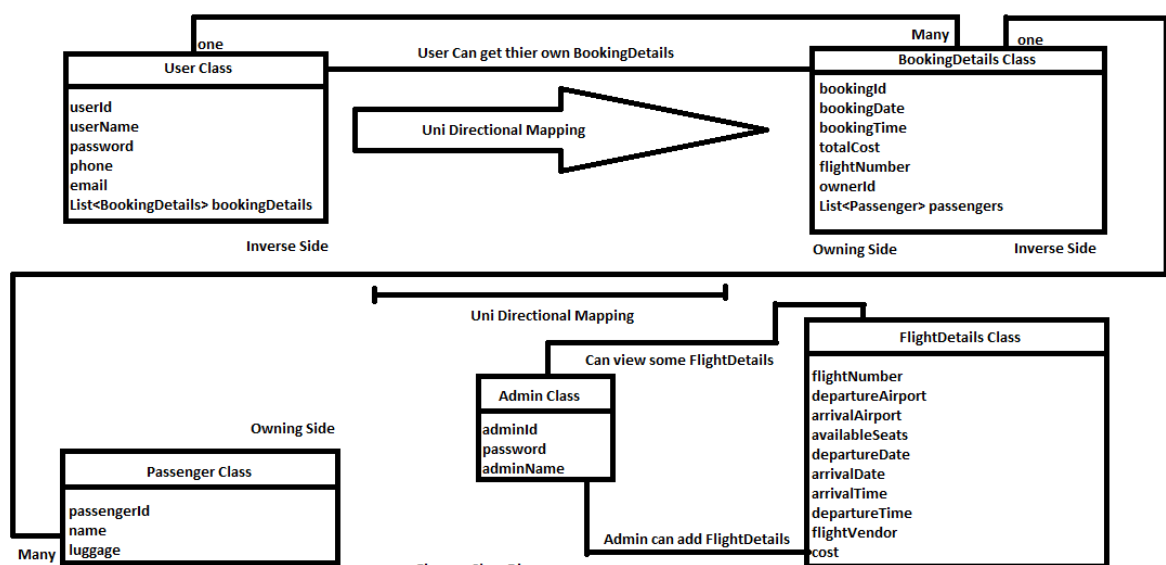 one
Many
one
User Can get thier own BookingDetails
User Class
BookingDetails Class
userId
userName
password
phone
email
List<BookingDetails> bookingDetails
Uni Directional Mapping
bookingId
bookingDate
bookingTime
totalCost
flightNumber
ownerId
List<Passenger> passengers
Inverse Side
Owning Side
Inverse Side
Uni Directional Mapping
Can view some FlightDetails
FlightDetails Class
Admin Class
adminId
password
adminName
flightNumber
departureAirport
arrivalAirport
availableSeats
departureDate
arrivalDate
arrivalTime
departureTime
flightVendor
cost
Owning Side
Passenger Class
passengerId
name
luggage
Many
Admin can add FlightDetails